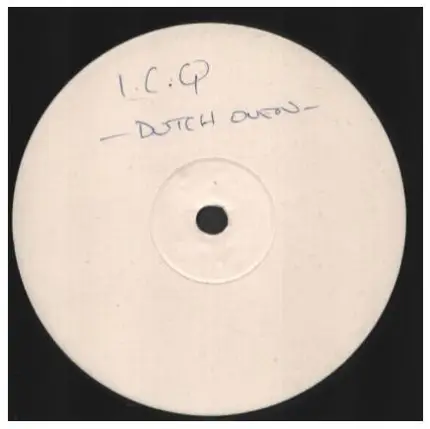 I.C.P
- DUTCH OVEN -